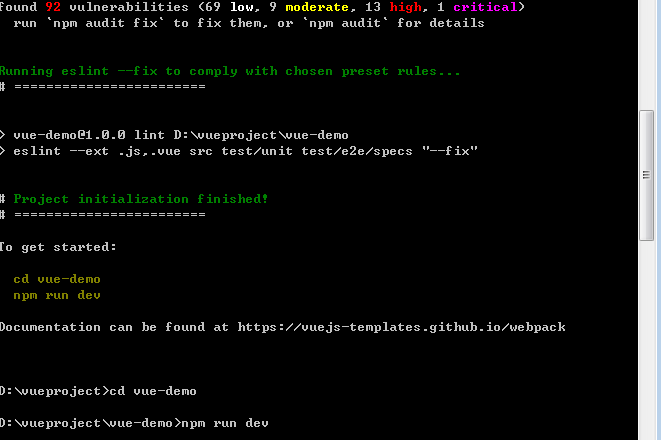 found 92 vulnerabilities (69 low, 9 moderate, 13 high, 1 critical)
run `npm audit fix` to fix them, or `npm audit` for details
Running eslint --fix to comply with chosen preset rules...
# ========================
> vue-demo@1.0.0 lint D:\vueproject\vue-demo
> eslint --ext .js,.vue src test/unit test/e2e/specs "--fix"
# Project initialization finished!
# ========================
To get started:
cd vue-demo
npm run dev
Documentation can be found at https://vuejs-templates.github.io/webpack
D:\vueproject>cd vue-demo
D:\vueproject\vue-demo>npm run dev